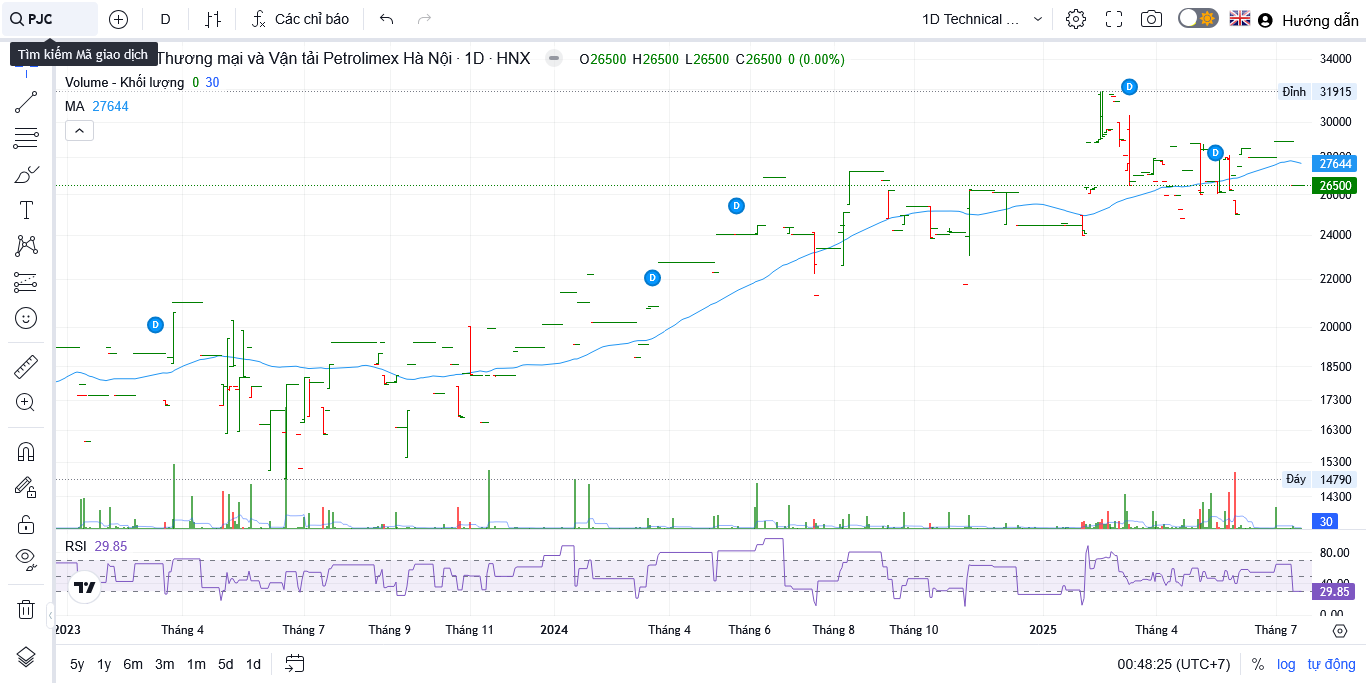 PJC
D
Các chỉ báo
1D Technical ...
Hướng dẫn
Tìm kiếm Mã giao dịch
Thương mại và Vận tải Petrolimex Hà Nội · 1D · HNX
O26500 H26500 L26500 C26500 0 (0.00%)
Volume - Khối lượng 0 30
MA 27644
34000
Đỉnh 31915
30000
27644
26500
26000
24000
22000
20000
18500
17300
16300
15300
Đáy 14790
14300
30
D
D
D
D
D
RSI 29.85
80.00
40.00
29.85
0.00
2023
Tháng 4
Tháng 7
Tháng 9
Tháng 11
2024
Tháng 4
Tháng 6
Tháng 8
Tháng 10
2025
Tháng 4
Tháng 7
5y 1y 6m 3m 1m 5d 1d
00:48:25 (UTC+7)
% log tự động